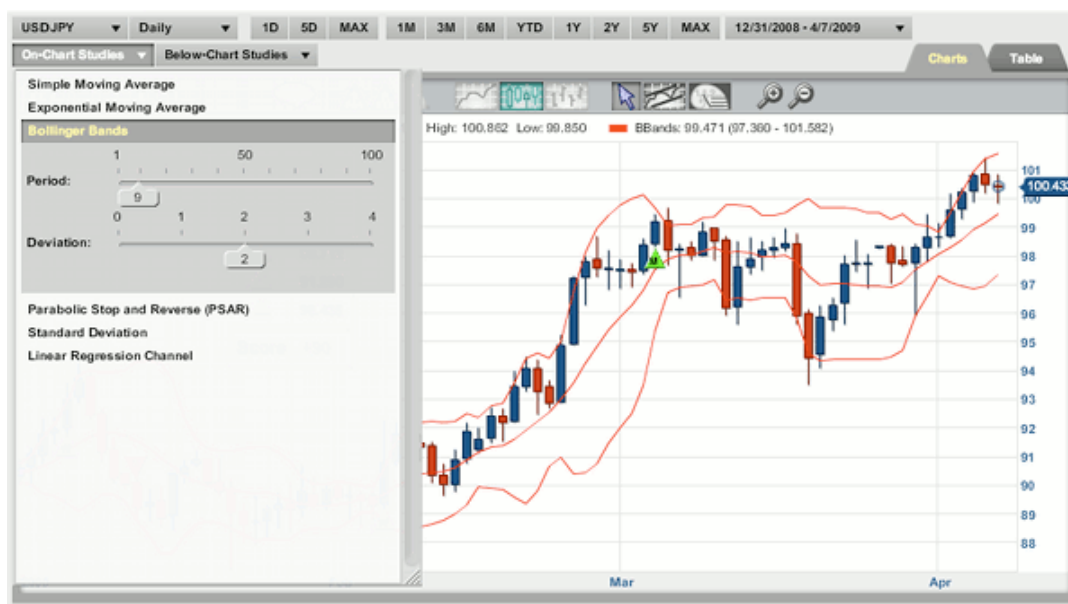 USDJPY Daily 1D 5D MAX 1M 3M 6M YTD 1Y 2Y 5Y MAX 12/31/2008 - 4/7/2009
On-Chart Studies Below-Chart Studies Charts Table
Simple Moving Average
Exponential Moving Average
High: 100.862 Low: 99.850 BBands: 99.471 (97.360 - 101.582)
Bollinger Bands
1 50 100
Period:
9
0 1 2 3 4
Deviation:
2
Parabolic Stop and Reverse (PSAR)
Standard Deviation
Linear Regression Channel
M
101
100.433
100
99
98
97
96
95
94
93
92
91
90
89
88
Mar Apr